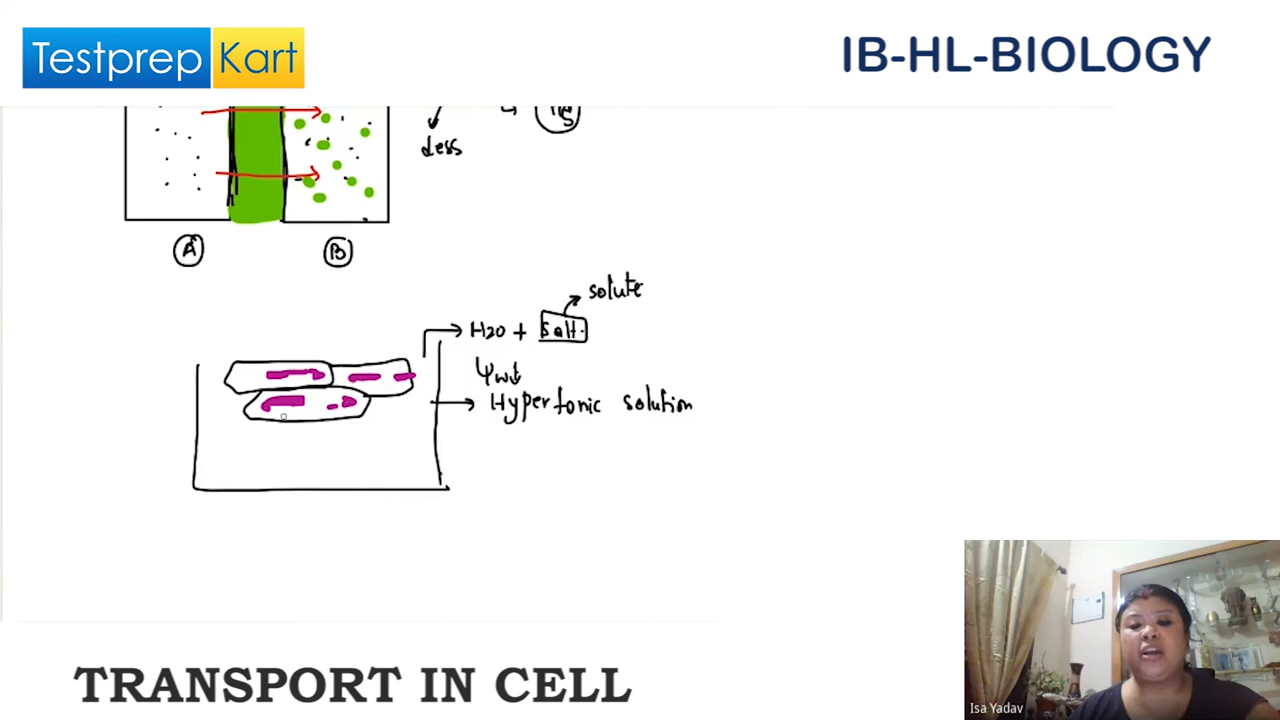 Testprep Kart
IB-HL-BIOLOGY
Less
A
B
solute
H2O + Salt
Ψw↓
Hypertonic solution
Isa Yadav
TRANSPORT IN CELL